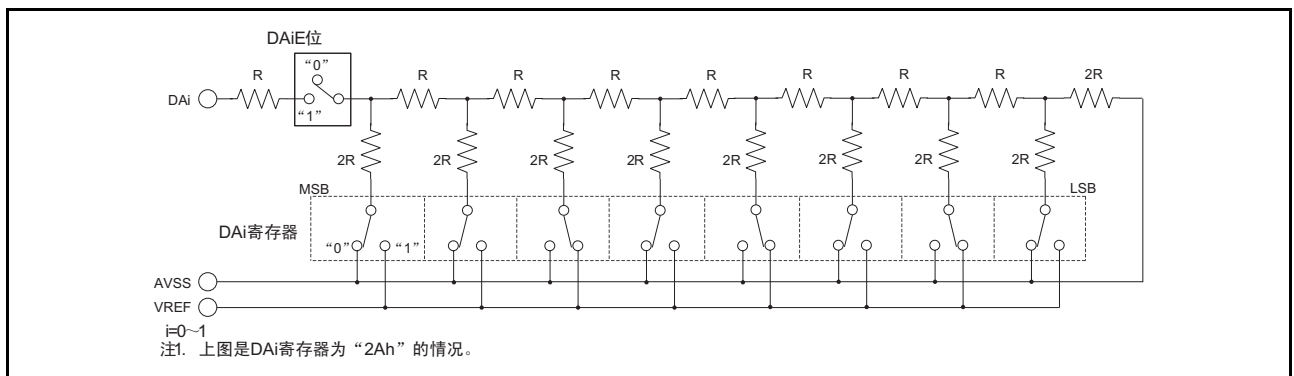 DAiE位
“0”
R R R R R R R R 2R
DAi
“1”
2R 2R 2R 2R 2R 2R 2R 2R
MSB LSB
DAi寄存器
“0” “1”
AVSS
VREF
i=0~1
注1. 上图是DAi寄存器为“2Ah”的情况。